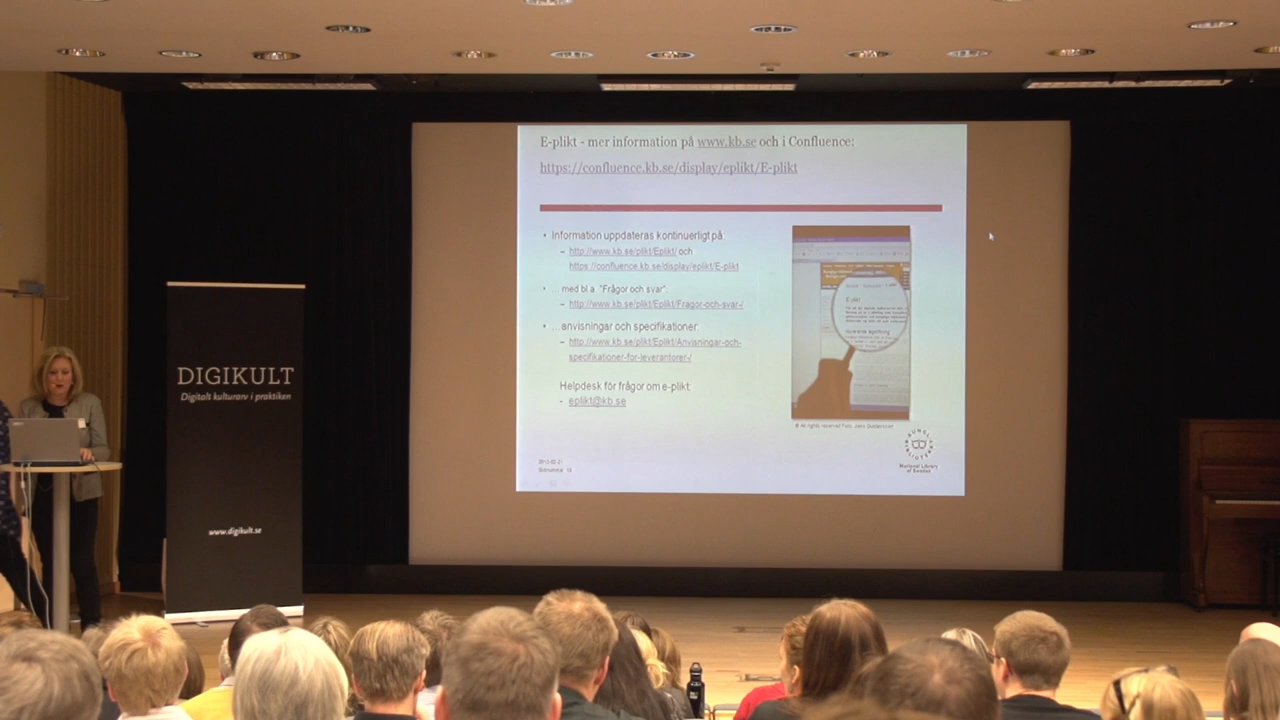 E-plikt - mer information på www.kb.se och i Confluence:
https://confluence.kb.se/display/eplikt/E-plikt
• Information uppdateras kontinuerligt på:
– http://www.kb.se/plikt/Eplikt/ och
https://confluence.kb.se/display/eplikt/E-plikt
• ... med bl.a. "Frågor och svar":
– http://www.kb.se/plikt/Eplikt/Fragor-och-svar-/
• ... anvisningar och specifikationer:
– http://www.kb.se/plikt/Eplikt/Anvisningar-och-
specifikationer-for-leverantorer-/
Helpdesk för frågor om e-plikt:
- eplikt@kb.se
National Library
of Sweden
DIGIKULT
Digitalt kulturarv i praktiken
www.digikult.se